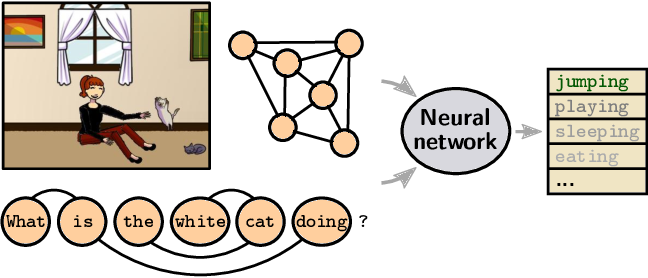 What is the white cat doing ?
Neural
network
jumping
playing
sleeping
eating
...